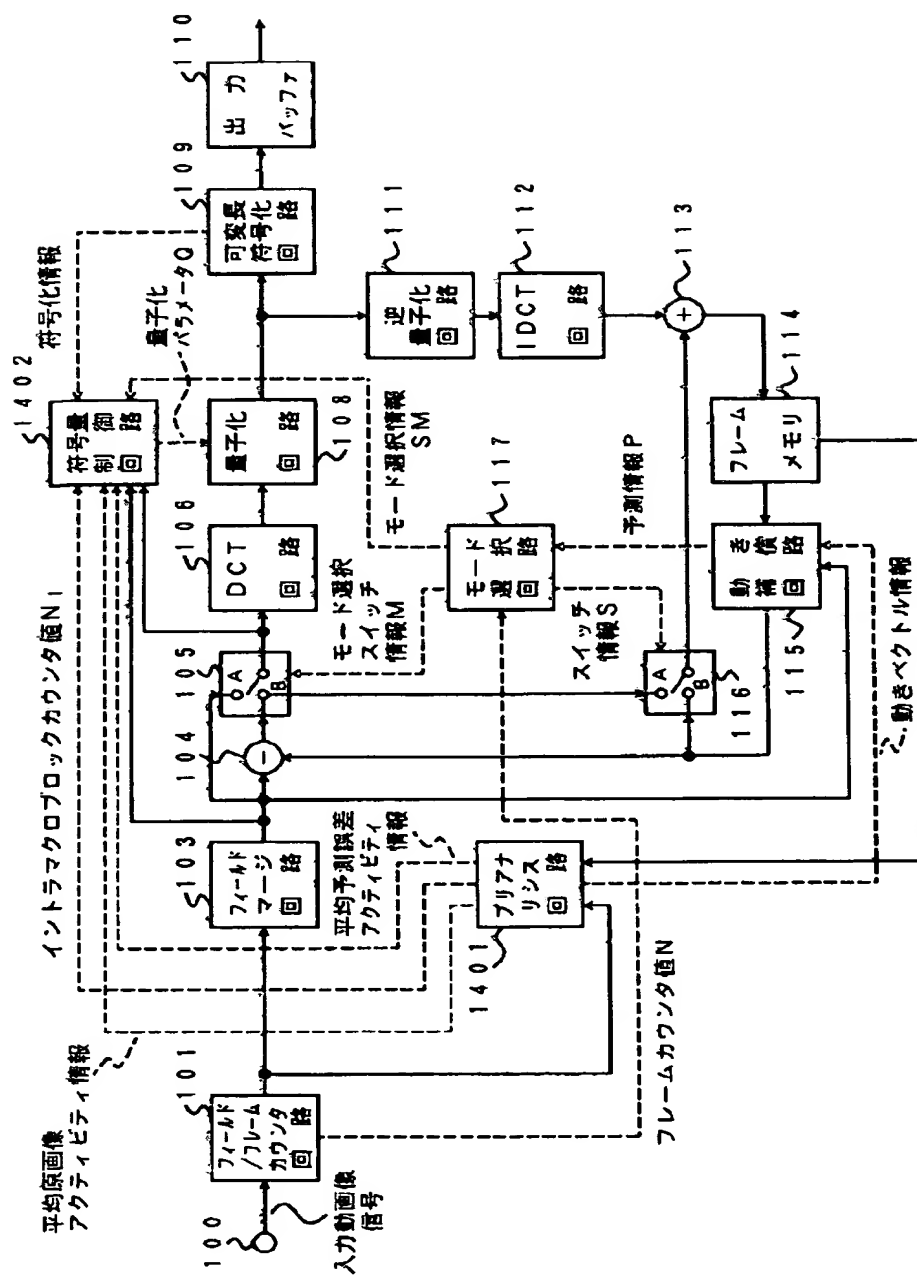 100
入力動画像
信号
101
フィールド
/フレーム
カウンタ
回路
平均原画像
アクティビティ情報
フレームカウンタ値N
イントラマクロブロックカウンタ値N₁
103
フィールド
マージ
回路
平均予測誤差
アクティビティ
情報
1401
プリアナ
リシス
回路
104
-
105
A
B
モード選択
スイッチ
情報M
106
DCT
回路
1402
符号量
制御
回路
符号化情報
量子化
パラメータQ
量子化
回路
108
モード選択情報
SM
モード
選択
回路
117
スイッチ
情報S
予測情報P
A
B
116
109
可変長
符号化
回路
110
出力
バッファ
111
逆
量子化
回路
112
IDCT
回路
+
113
114
フレーム
メモリ
動き
補償
回路
115
動きベクトル情報